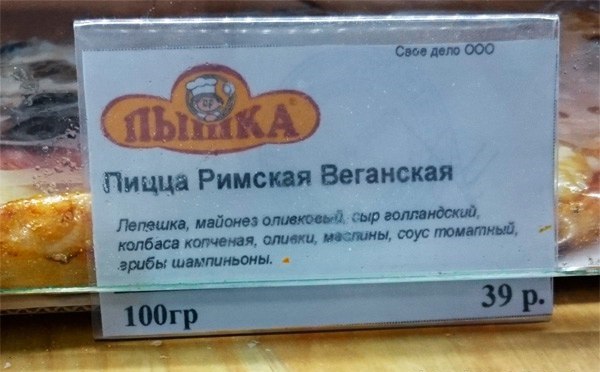 Свое дело ООО
ПЫШКА
Пицца Римская Веганская
Лепешка, майонез оливковый, сыр голландский,
колбаса копченая, оливки, маслины, соус томатный,
грибы шампиньоны.
100гр
39 р.